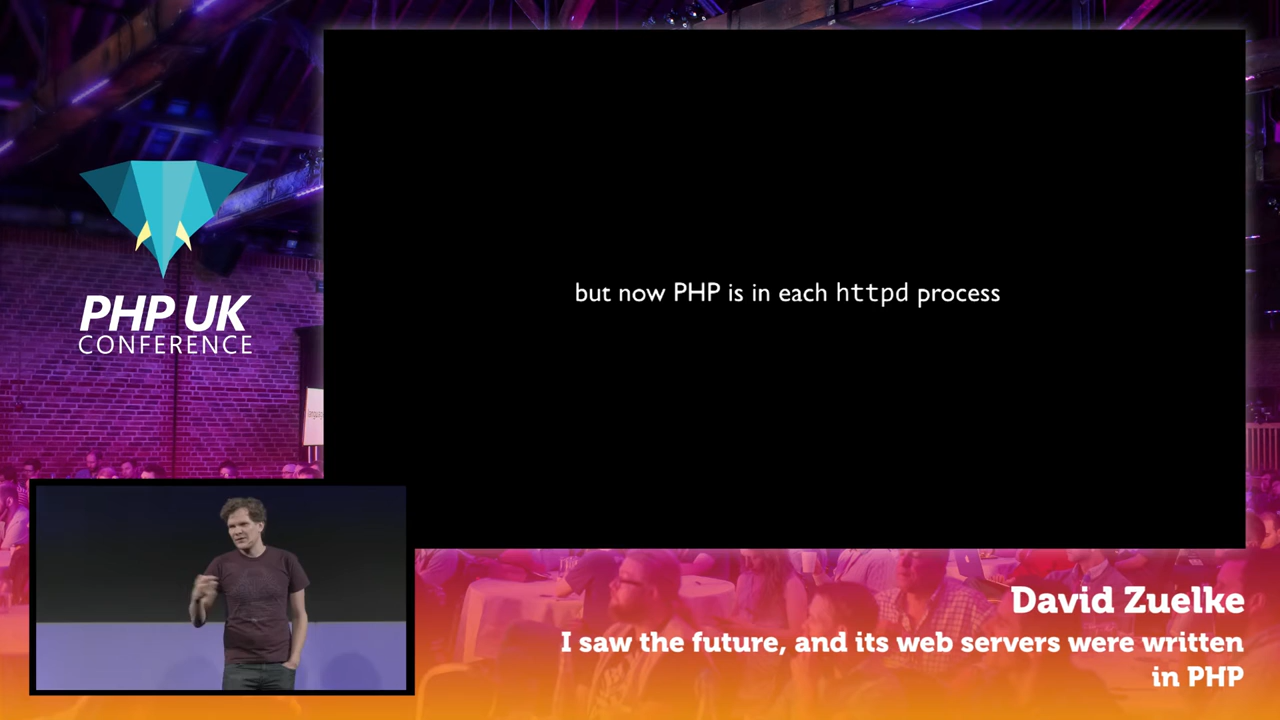 but now PHP is in each httpd process
PHP UK
CONFERENCE
David Zuelke
I saw the future, and its web servers were written
in PHP